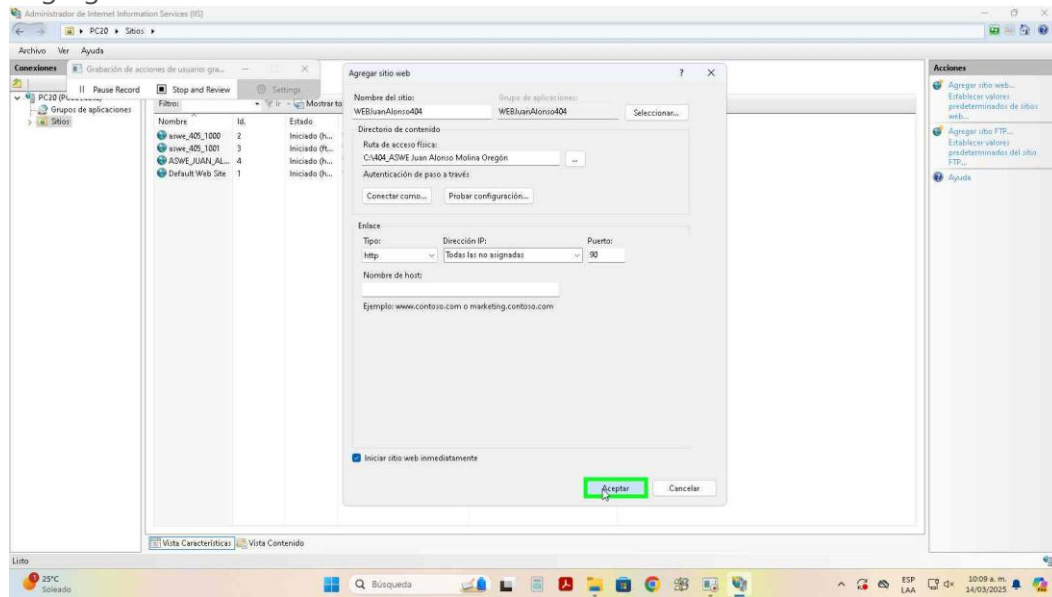 Administrador de Internet Information Services (IIS)
PC20 ▸ Sitios ▸
Archivo Ver Ayuda
Conexiones
Grabación de acciones de usuario gra...
Pause Record Stop and Review Settings
PC20
Grupos de aplicaciones
Sitios
Filtro: Ir Mostrar to
Nombre Id. Estado
aswe_405_1000 2 Iniciado (h...
aswe_405_1001 3 Iniciado (ft...
ASWE_JUAN_AL... 4 Iniciado (h...
Default Web Site 1 Iniciado (h...
Agregar sitio web ? X
Nombre del sitio: Grupo de aplicaciones:
WEBJuanAlonso404 WEBJuanAlonso404 Seleccionar...
Directorio de contenido
Ruta de acceso física:
C:\404_ASWE Juan Alonso Molina Oregón ...
Autenticación de paso a través
Conectar como... Probar configuración...
Enlace
Tipo: Dirección IP: Puerto:
http Todas las no asignadas 90
Nombre de host:
Ejemplo: www.contoso.com o marketing.contoso.com
Iniciar sitio web inmediatamente
Aceptar Cancelar
Acciones
Agregar sitio web...
Establecer valores
predeterminados de sitios
web...
Agregar sitio FTP...
Establecer valores
predeterminados del sitio
FTP...
Ayuda
Vista Características Vista Contenido
Listo
25°C
Soleado
Búsqueda
ESP
LAA
10:09 a. m.
14/03/2025